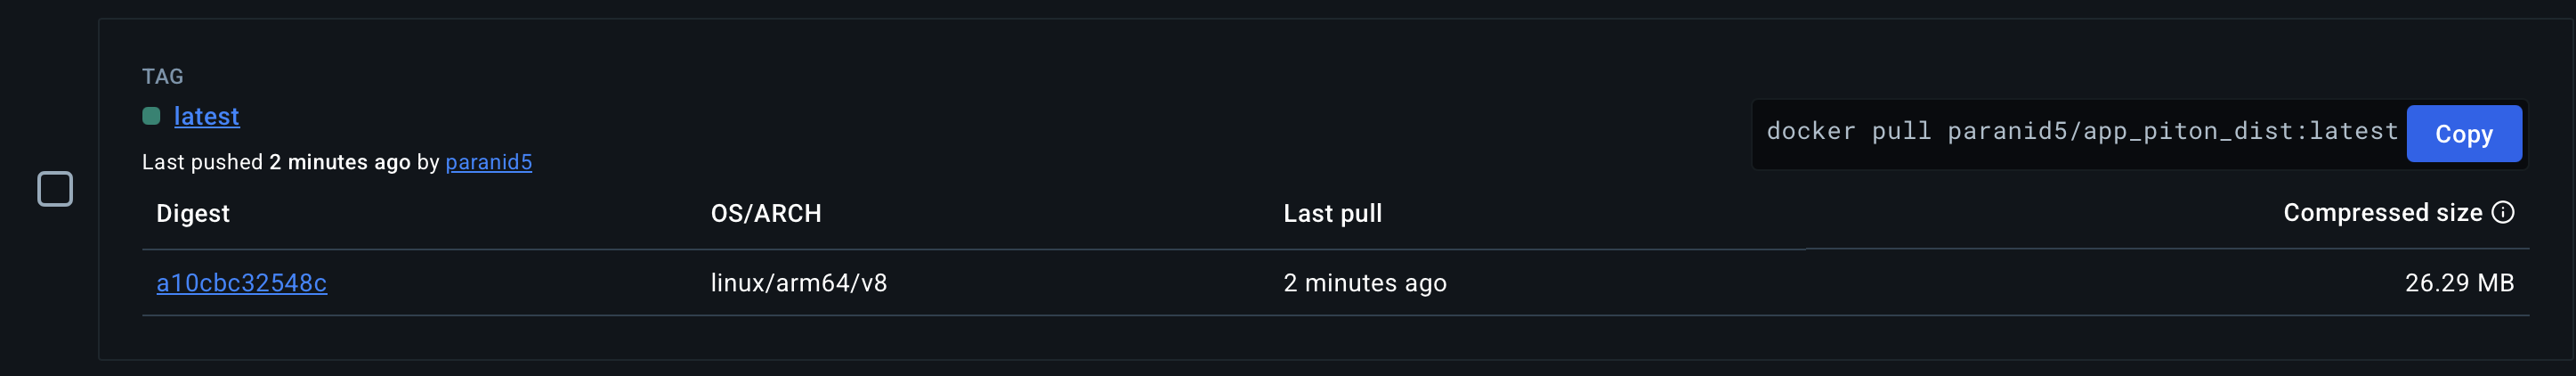 TAG
latest
docker pull paranid5/app_piton_dist:latest
Copy
Last pushed 2 minutes ago by paranid5
Digest OS/ARCH Last pull Compressed size
a10cbc32548c linux/arm64/v8 2 minutes ago 26.29 MB